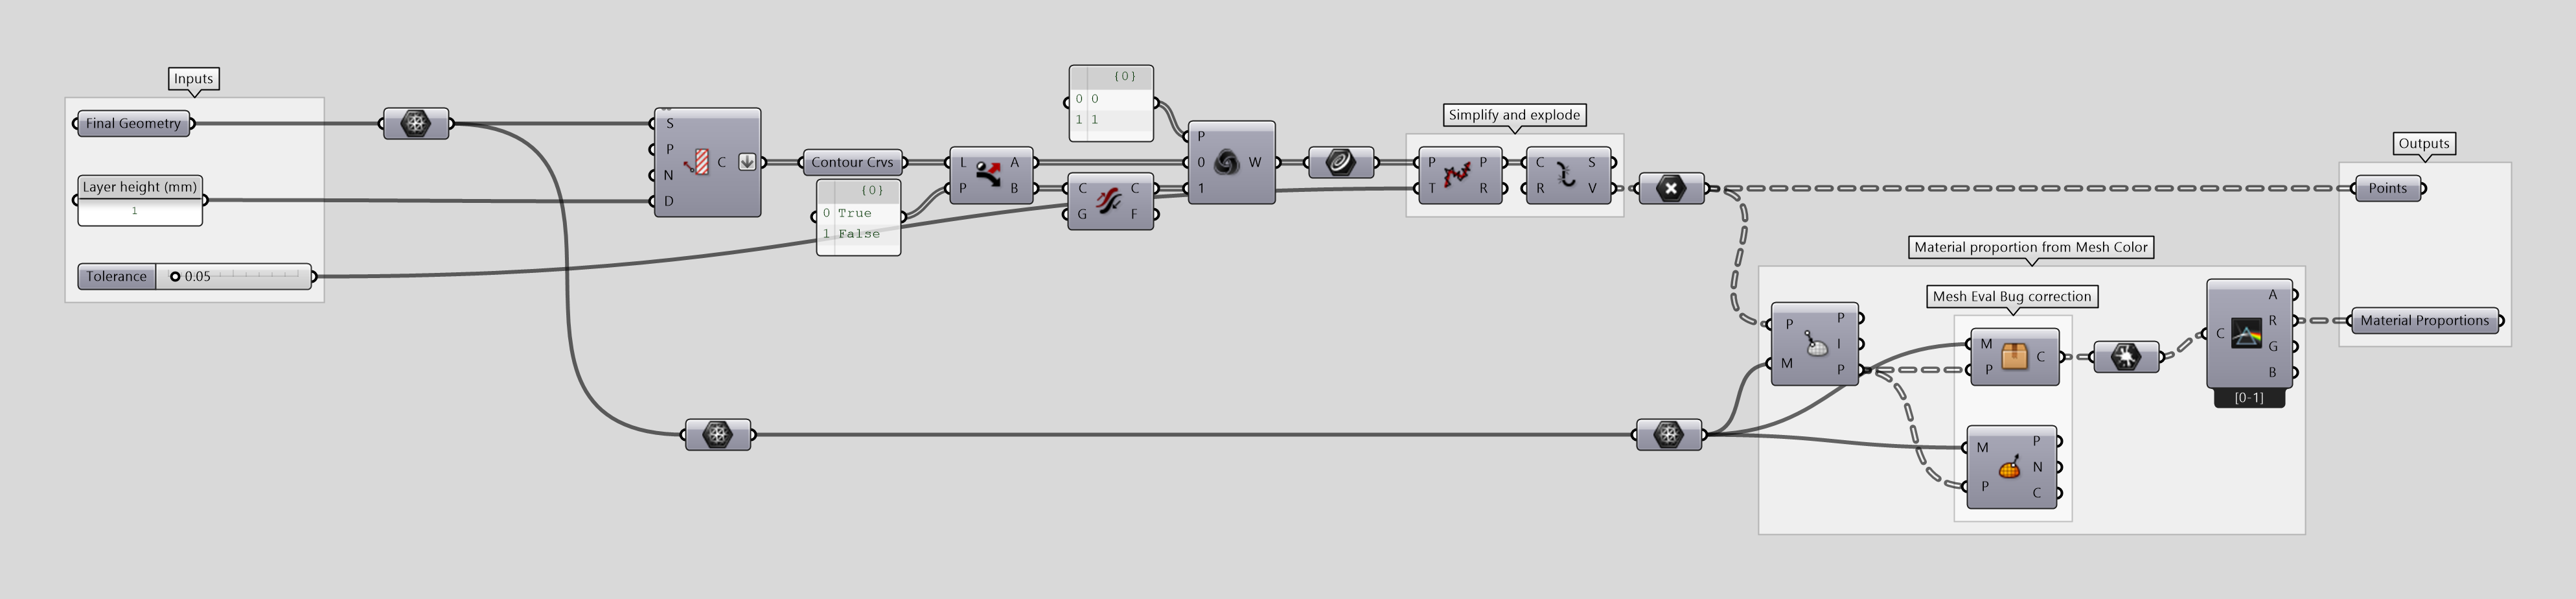 Inputs
Final Geometry
Layer height (mm)
1
Tolerance
0.05
S
P
N
D
C
Contour Crvs
{0}
0 True
1 False
L
P
A
B
C
G
C
F
{0}
0 0
1 1
P
0
1
W
Simplify and explode
P
T
P
R
C
R
S
V
Material proportion from Mesh Color
P
M
P
I
P
Mesh Eval Bug correction
M
P
C
M
P
P
N
C
C
A
R
G
B
[0-1]
Outputs
Points
Material Proportions